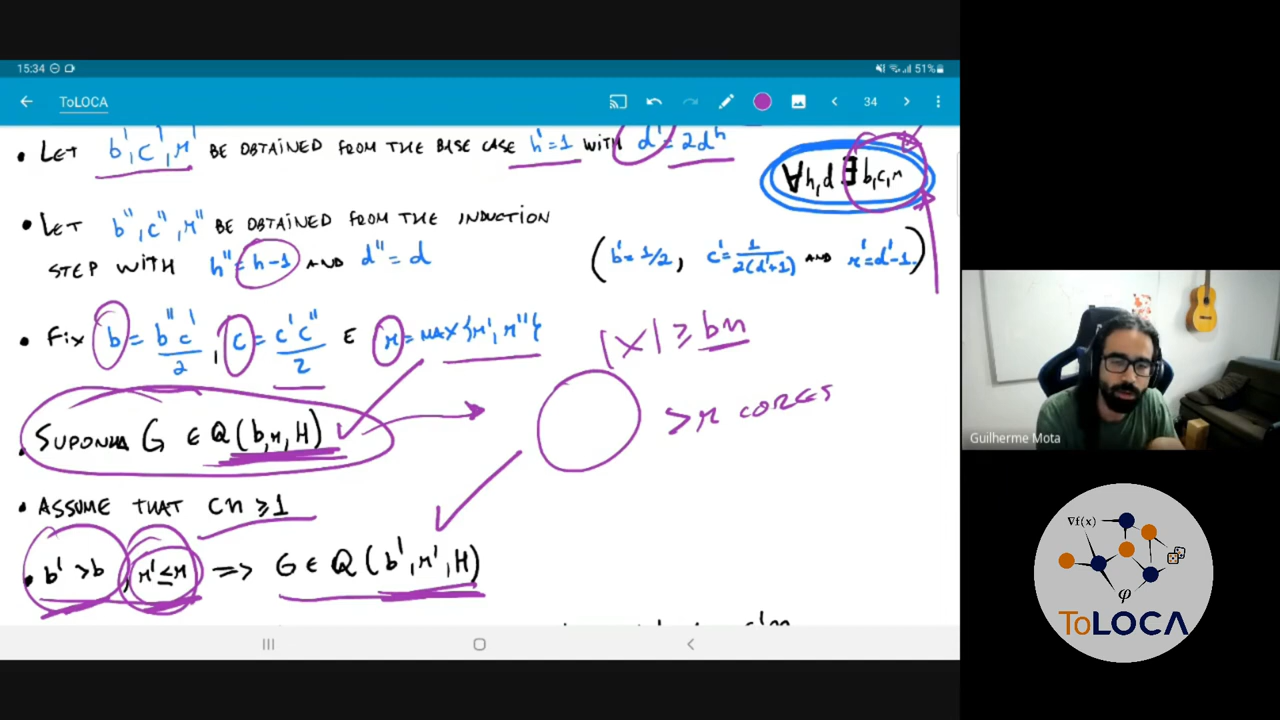 15:34 51%
ToLOCA 34
• LET b', c', r' BE OBTAINED FROM THE BASE CASE h'=1 WITH d'=2dʰ
∀h,d ∃ b,c,r
• LET b'', c'', r'' BE OBTAINED FROM THE INDUCTION
STEP WITH h''=h-1 AND d''=d
(b'=1/2, c'=1/2(d'+1) AND r'=d'-1.)
• FIX b = b''c'/2, c = c'c''/2 E r = MAX{r', r''}
|X| ≥ bn
> r CORES
• SUPONHA G ∈ Q(b,r,H)
• ASSUME THAT cn ≥ 1
• b' > b, r' ≤ r => G ∈ Q(b', r', H)
Guilherme Mota
∇f(x)
φ
ToLOCA